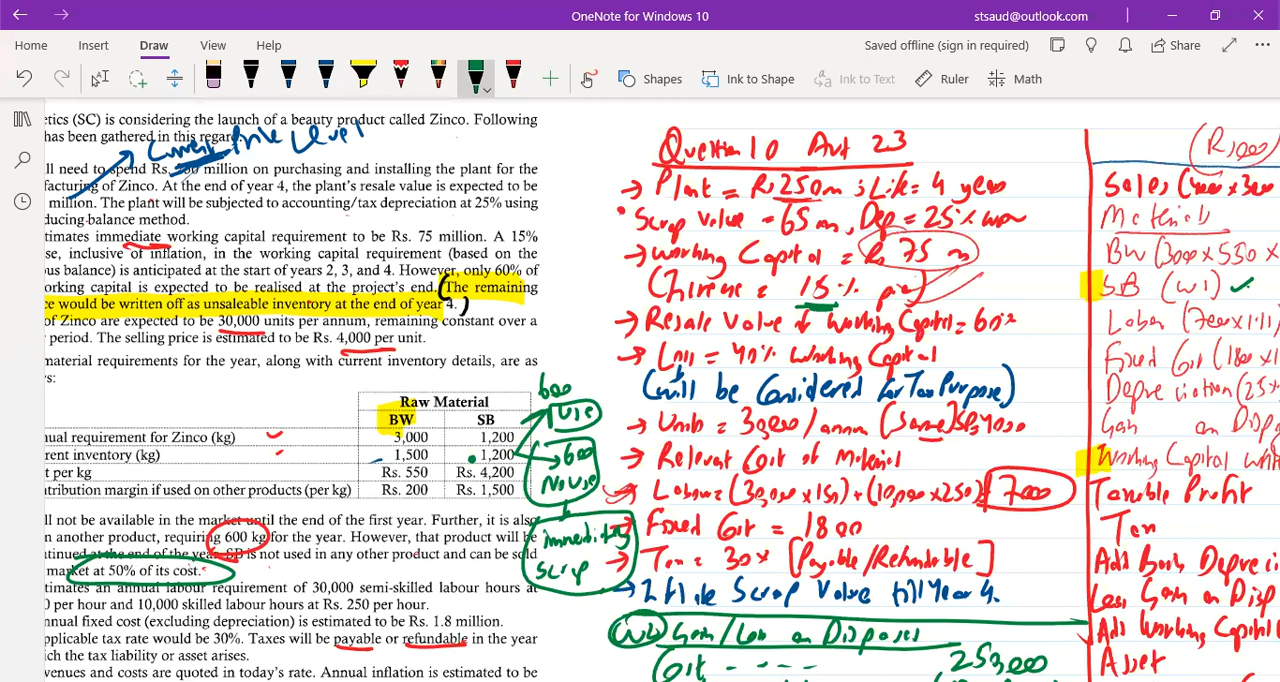 OneNote for Windows 10
stsaud@outlook.com
Home Insert Draw View Help
Saved offline (sign in required) Share
Shapes Ink to Shape Ink to Text Ruler Math
etics (SC) is considering the launch of a beauty product called Zinco. Following
has been gathered in this regard
Current Price Level
ll need to spend Rs. million on purchasing and installing the plant for the
facturing of Zinco. At the end of year 4, the plant's resale value is expected to be
million. The plant will be subjected to accounting/tax depreciation at 25% using
ducing balance method.
timates immediate working capital requirement to be Rs. 75 million. A 15%
se, inclusive of inflation, in the working capital requirement (based on the
us balance) is anticipated at the start of years 2, 3, and 4. However, only 60% of
orking capital is expected to be realised at the project's end. (The remaining
ce would be written off as unsaleable inventory at the end of year 4.)
of Zinco are expected to be 30,000 units per annum, remaining constant over a
period. The selling price is estimated to be Rs. 4,000 per unit.
material requirements for the year, along with current inventory details, are as
s:
Raw Material
BW SB
nual requirement for Zinco (kg) 3,000 1,200
rent inventory (kg) 1,500 1,200
t per kg Rs. 550 Rs. 4,200
ntribution margin if used on other products (per kg) Rs. 200 Rs. 1,500
ll not be available in the market until the end of the first year. Further, it is also
n another product, requiring 600 kg for the year. However, that product will be
ntinued at the end of the year. SB is not used in any other product and can be sold
market at 50% of its cost.
timates an annual labour requirement of 30,000 semi-skilled labour hours at
0 per hour and 10,000 skilled labour hours at Rs. 250 per hour.
nnual fixed cost (excluding depreciation) is estimated to be Rs. 1.8 million.
pplicable tax rate would be 30%. Taxes will be payable or refundable in the year
ich the tax liability or asset arises.
venues and costs are quoted in today's rate. Annual inflation is estimated to be
600
Use
600
No use
immediately
scrap
Question 10 Aut 23
→ Plant = Rs 250m ; Life = 4 years
Scrap Value = 65 m, Dep = 25%
→ Working Capital = Rs 75 m
(Increase = 15%
→ Resale Value of Working Capital = 60%
→ Loss = 40% Working Capital
(will be Considered for Tax Purpose)
→ Units = 30,000 / annum (Same)
→ Relevant Cost of Material
→ Labour = (30,000 x 150) + (10,000 x 250) 7000
→ Fixed Cost = 1800
→ Tax = 30% [Payable/Refundable]
→ Inflate Scrap Value till Year 4.
(W2) Gain/Loss on Disposal
Cost - - - - 250,000
(Rs 000)
Sales
Materials
BW (3000 x 550 x
SB (W1)
Labor (7000 x 1.1)
Fixed Cost (1800 x 1
Depreciation (25%
Gain on Disp
Working Capital writ
Taxable Profit
Tax
Add Back Depreci
Less Gain on Disp
Add Working Capital
Asset